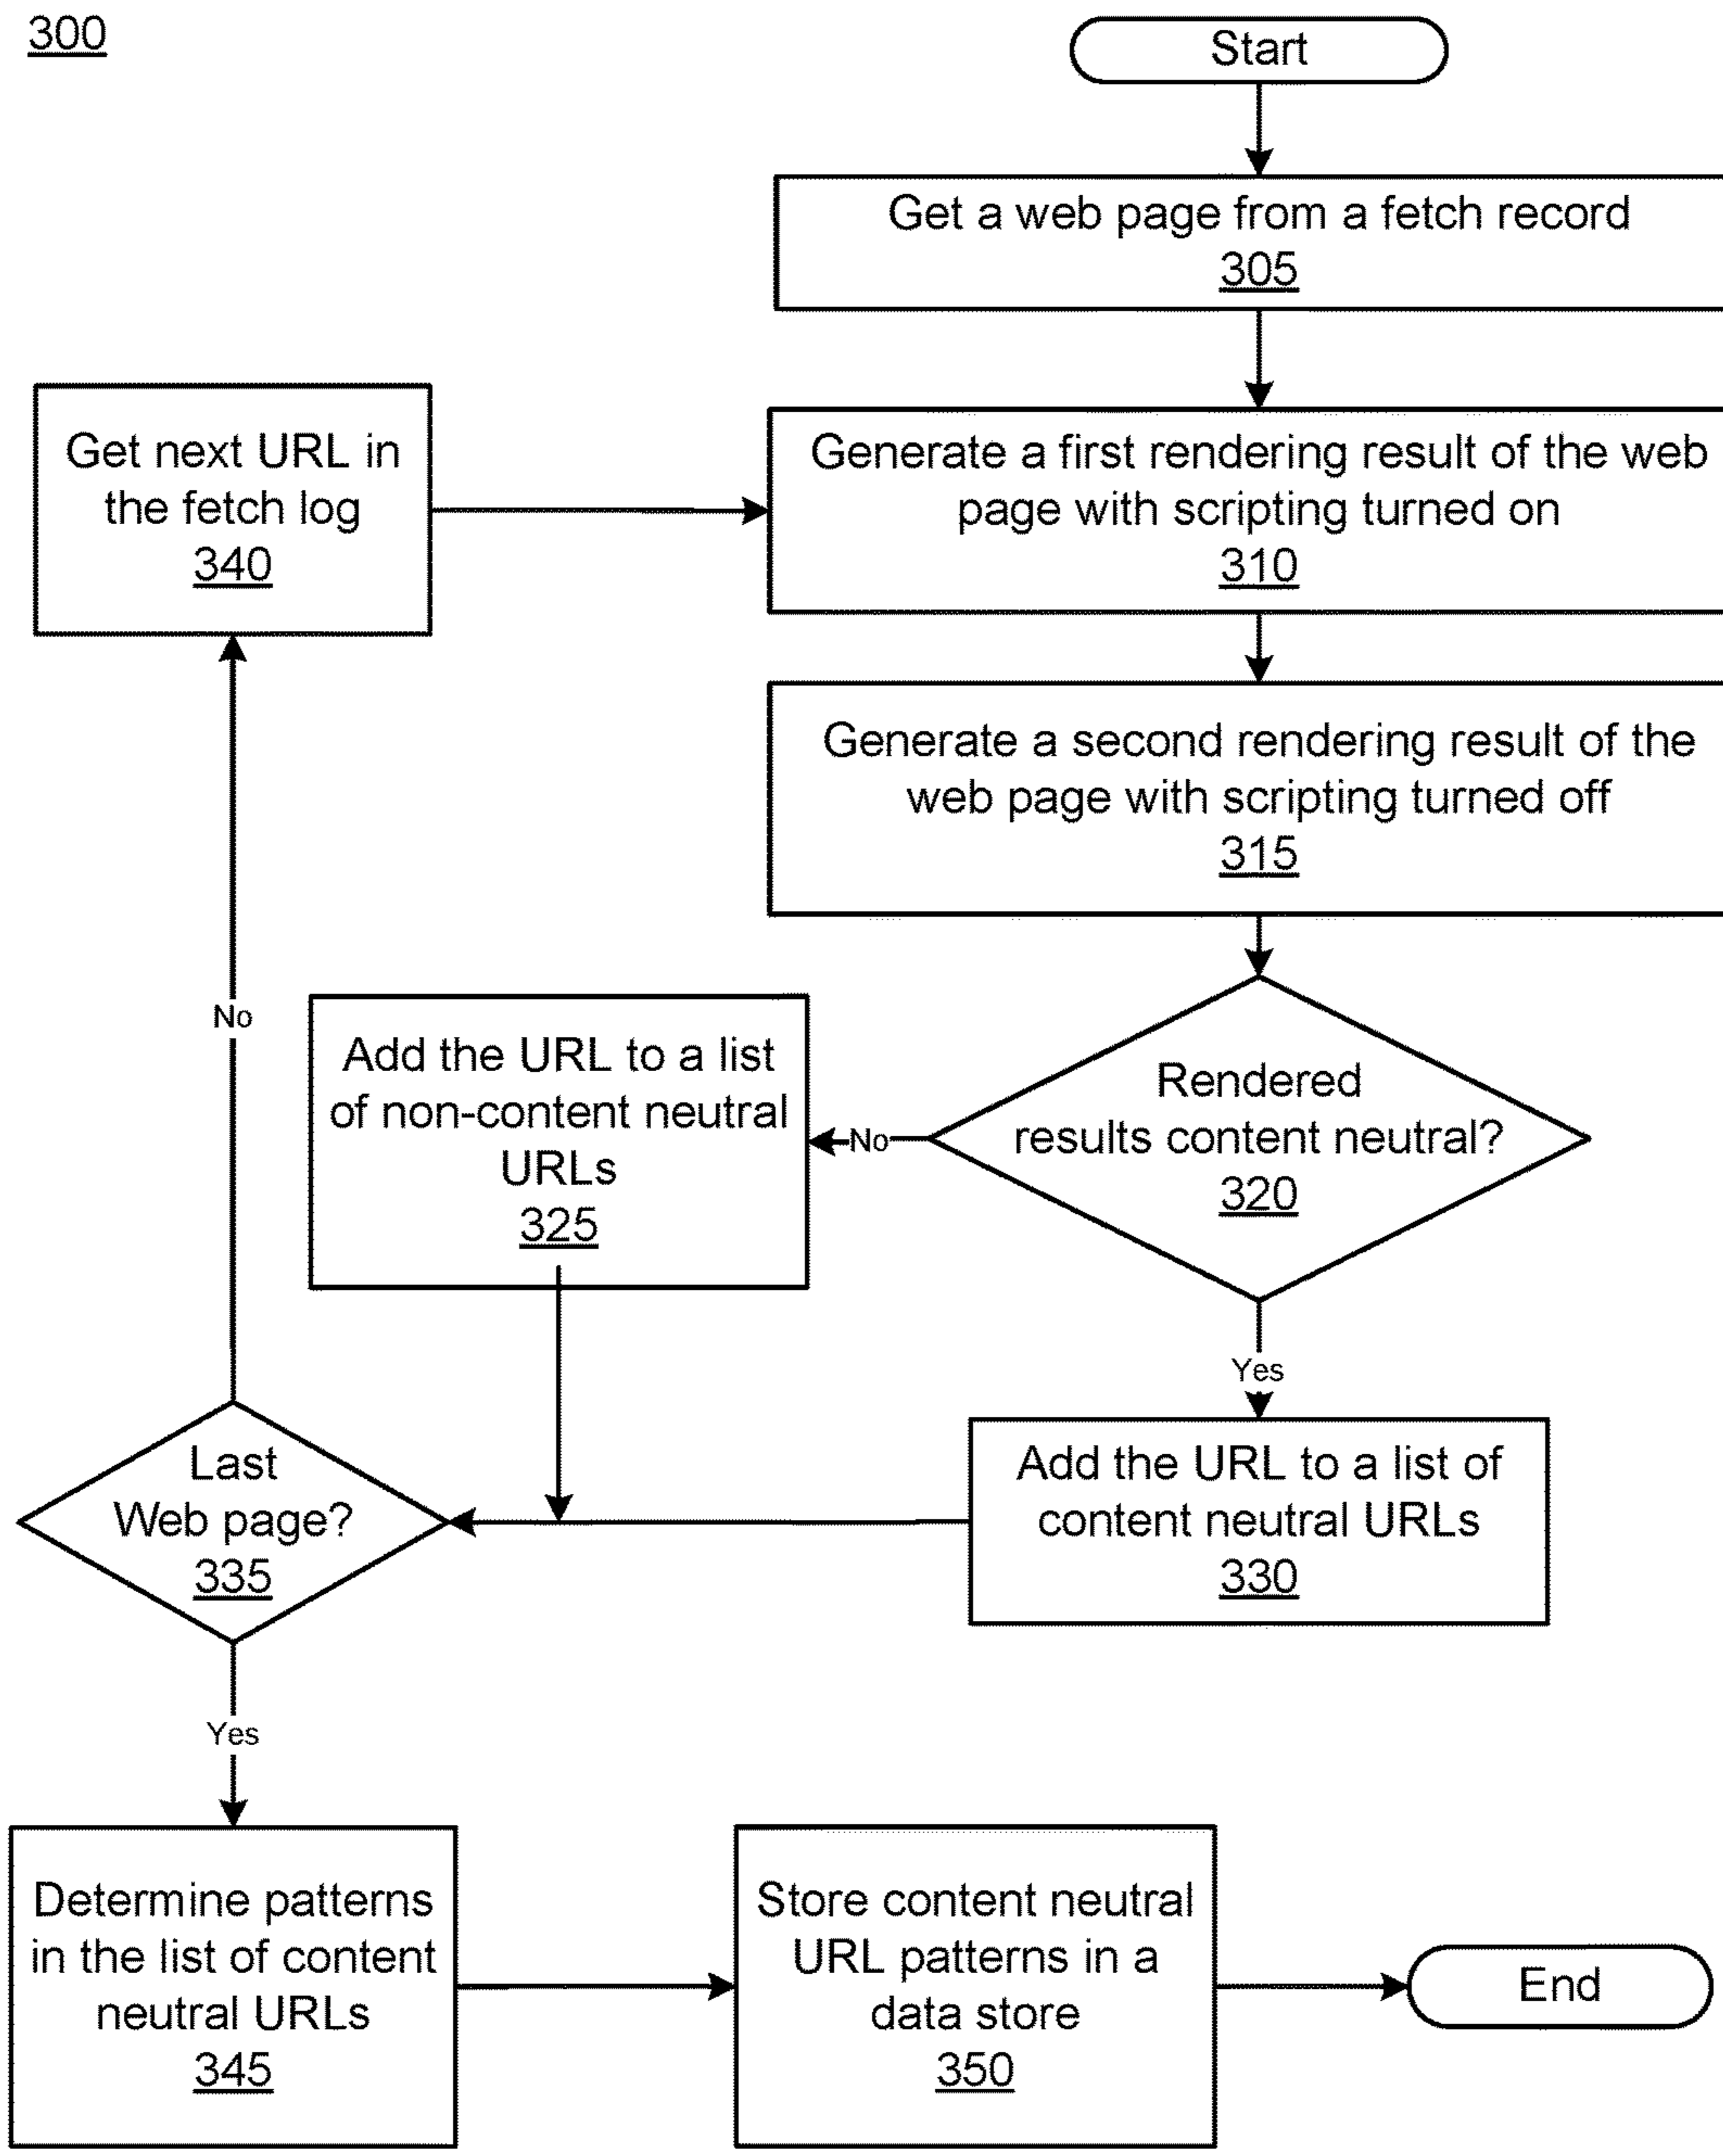 300
Start
Get a web page from a fetch record
305
Get next URL in
the fetch log
340
Generate a first rendering result of the web
page with scripting turned on
310
Generate a second rendering result of the
web page with scripting turned off
315
No
Add the URL to a list
of non-content neutral
URLs
325
No
Rendered
results content neutral?
320
Yes
Last
Web page?
335
Add the URL to a list of
content neutral URLs
330
Yes
Determine patterns
in the list of content
neutral URLs
345
Store content neutral
URL patterns in a
data store
350
End